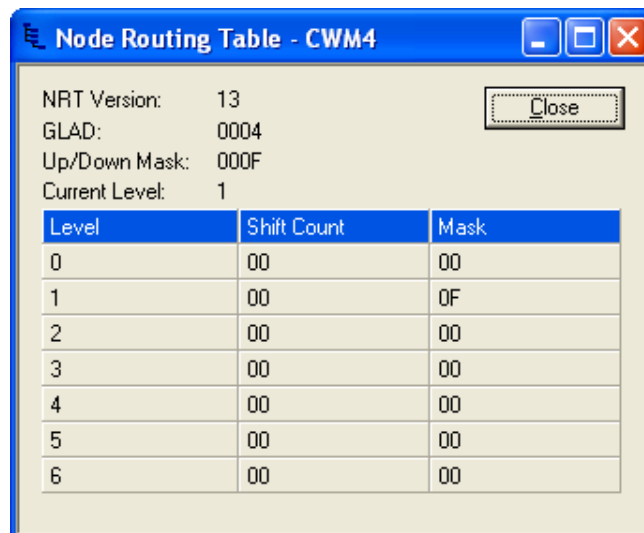 Node Routing Table - CWM4
NRT Version: 13
Close
GLAD: 0004
Up/Down Mask: 000F
Current Level: 1
Level Shift Count Mask
0 00 00
1 00 0F
2 00 00
3 00 00
4 00 00
5 00 00
6 00 00